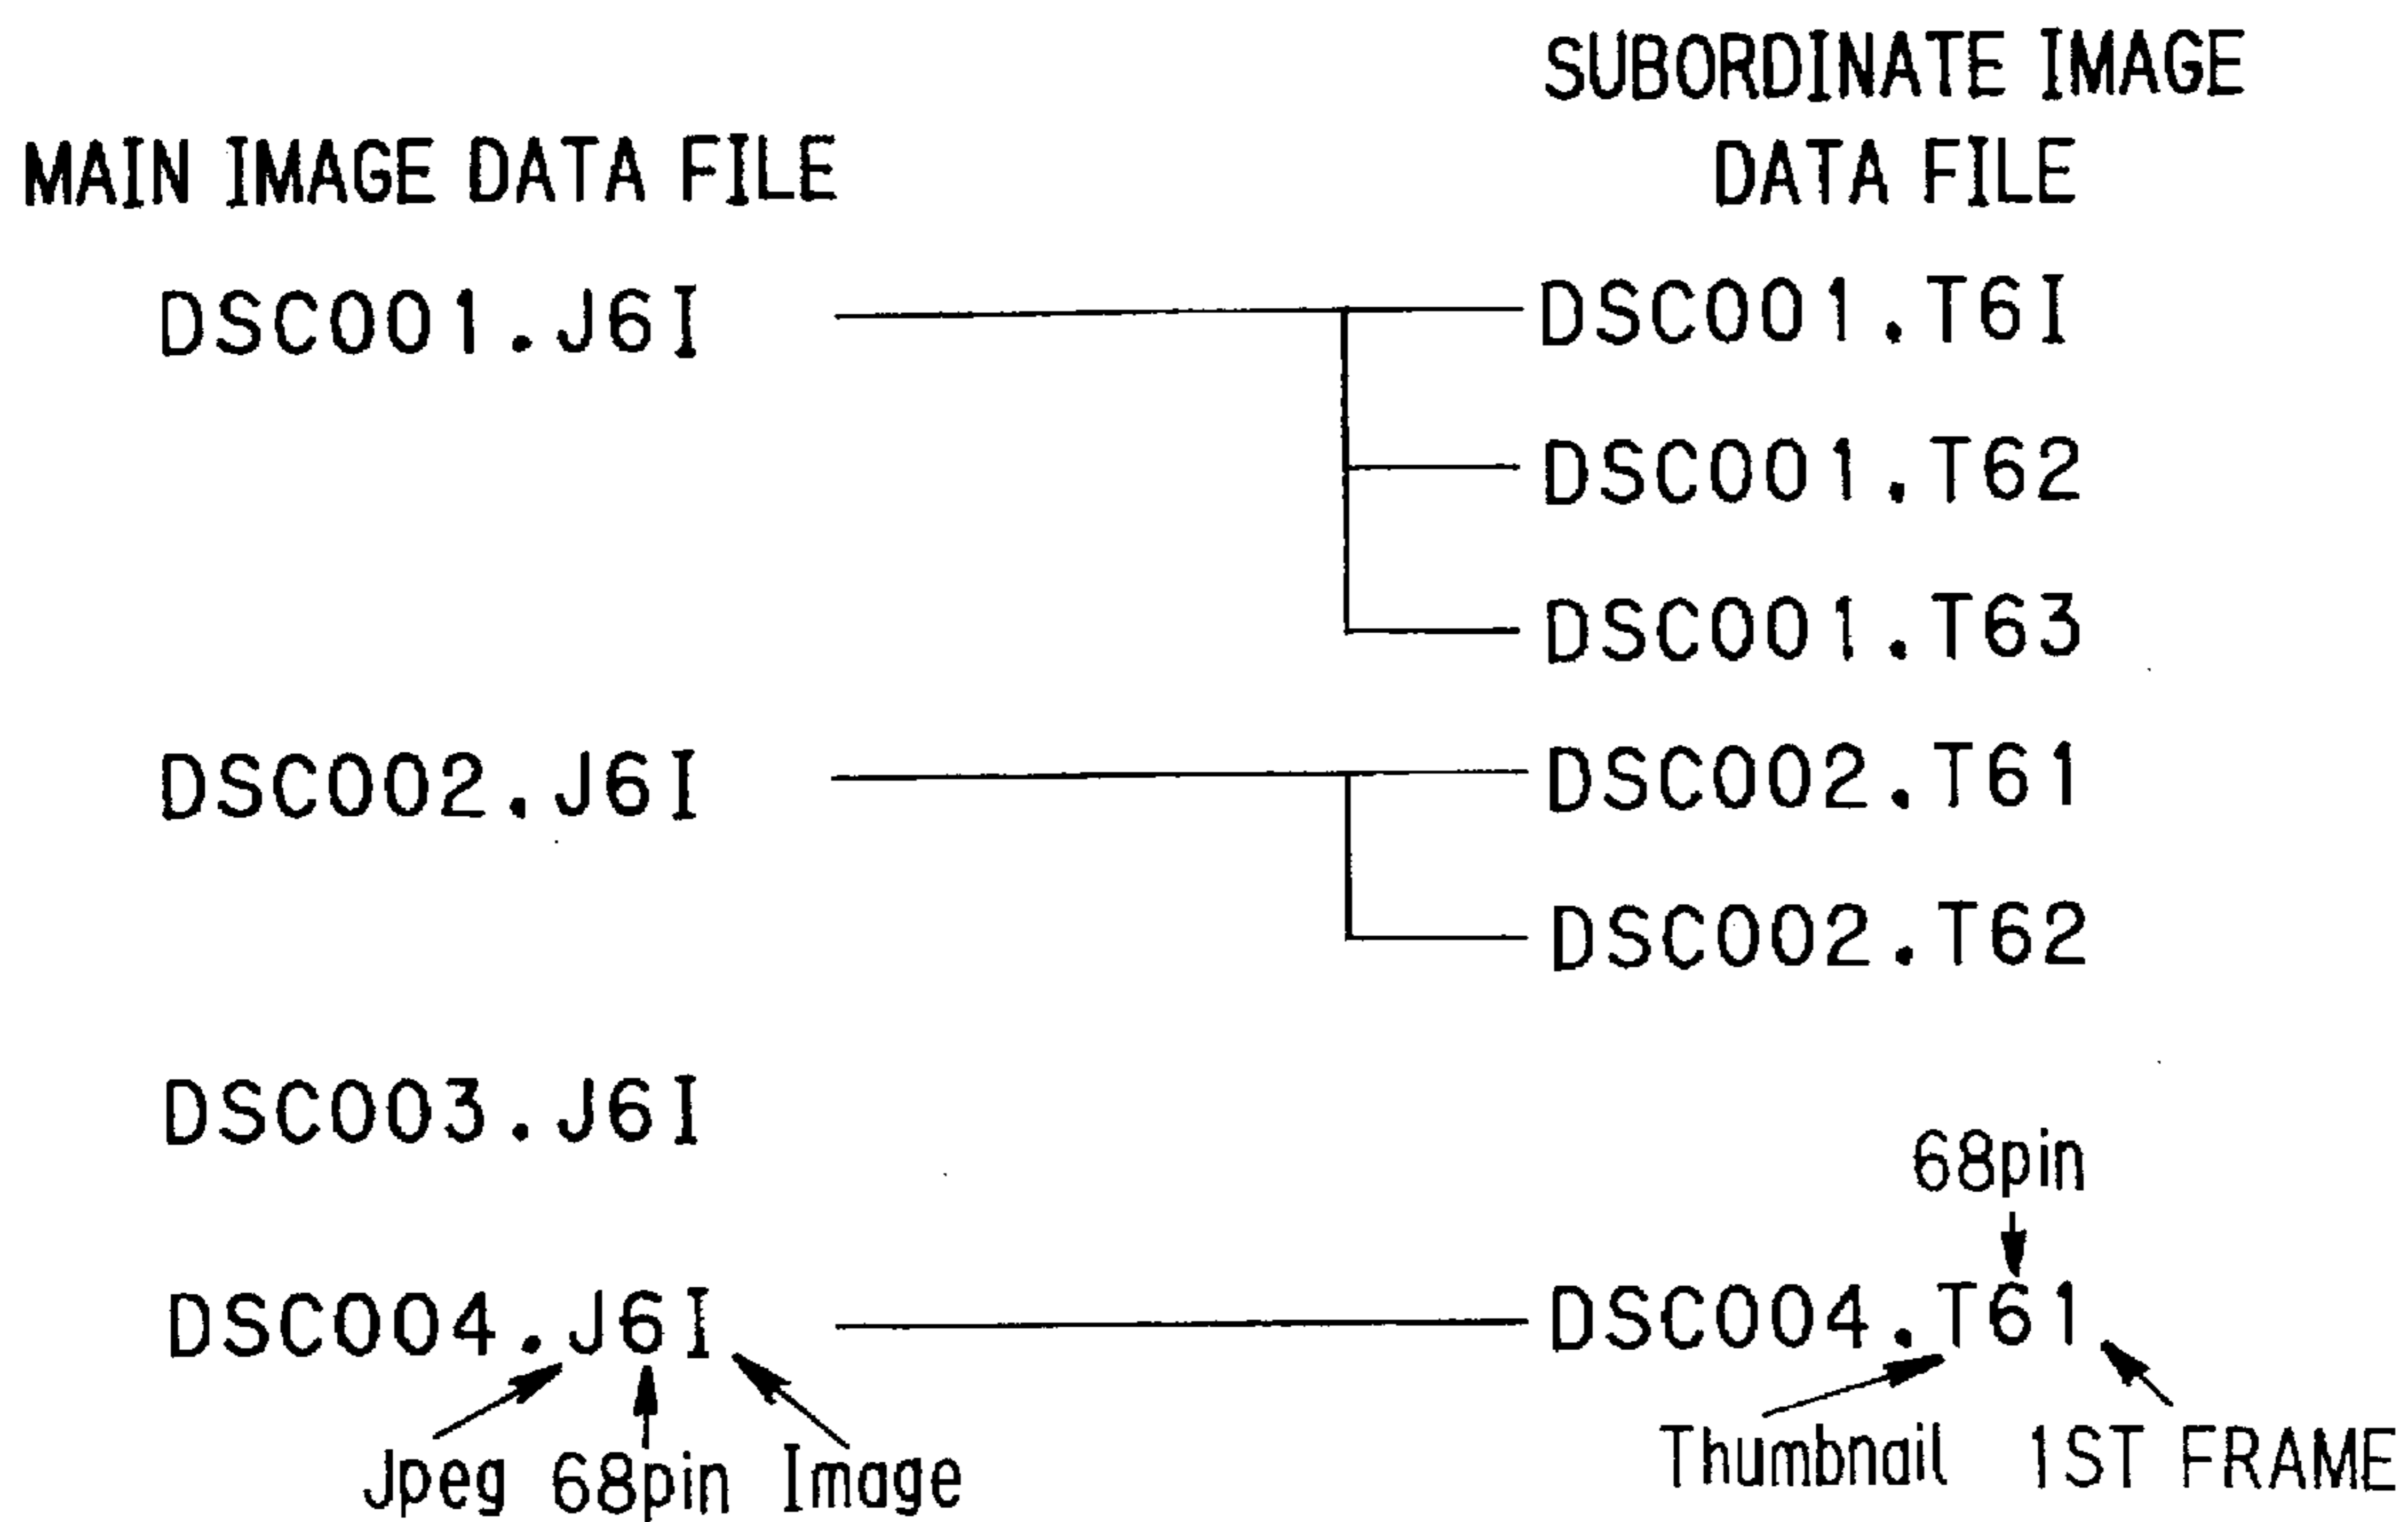 SUBORDINATE IMAGE
MAIN IMAGE DATA FILE
DATA FILE
DSC001.J6I
DSC001.T6I
DSC001.T62
DSC001.T63
DSC002.J6I
DSC002.T61
DSC002.T62
DSC003.J6I
68pin
DSC004.J6I
DSC004.T61
Jpeg 68pin Image
Thumbnail 1ST FRAME